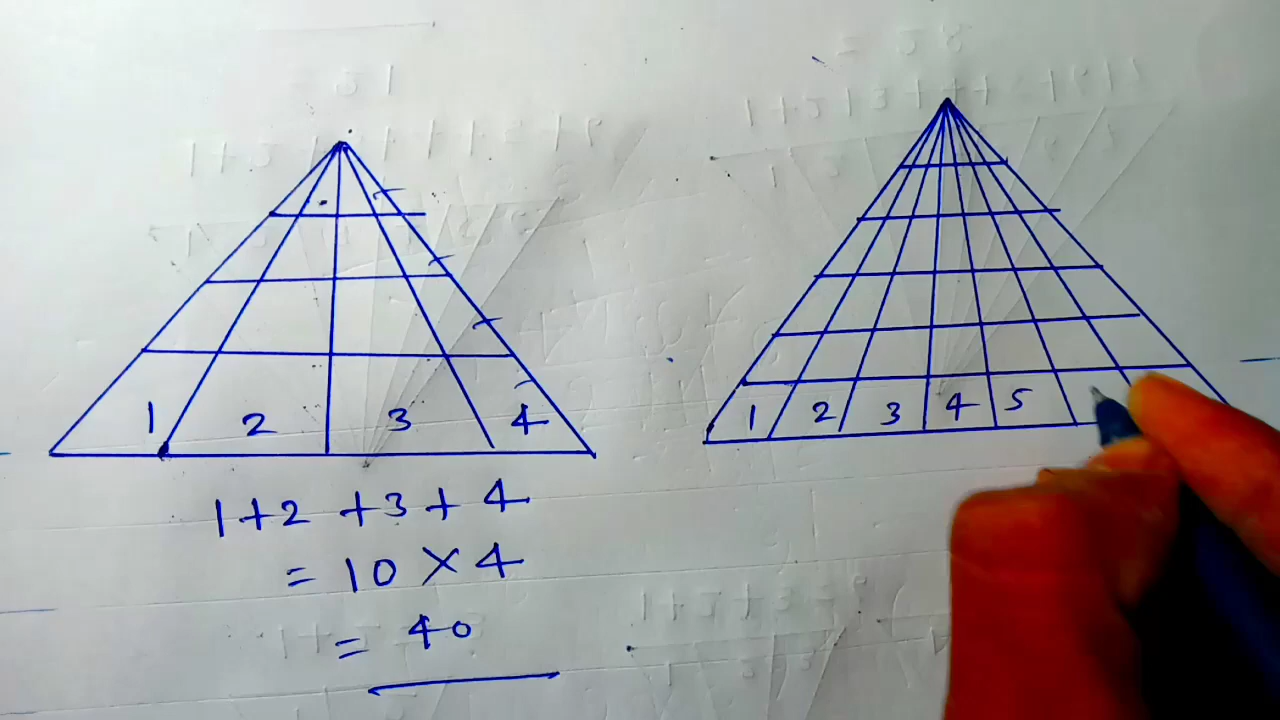 1 2 3 4
1+2+3+4
=10×4
=40
1 2 3 4 5